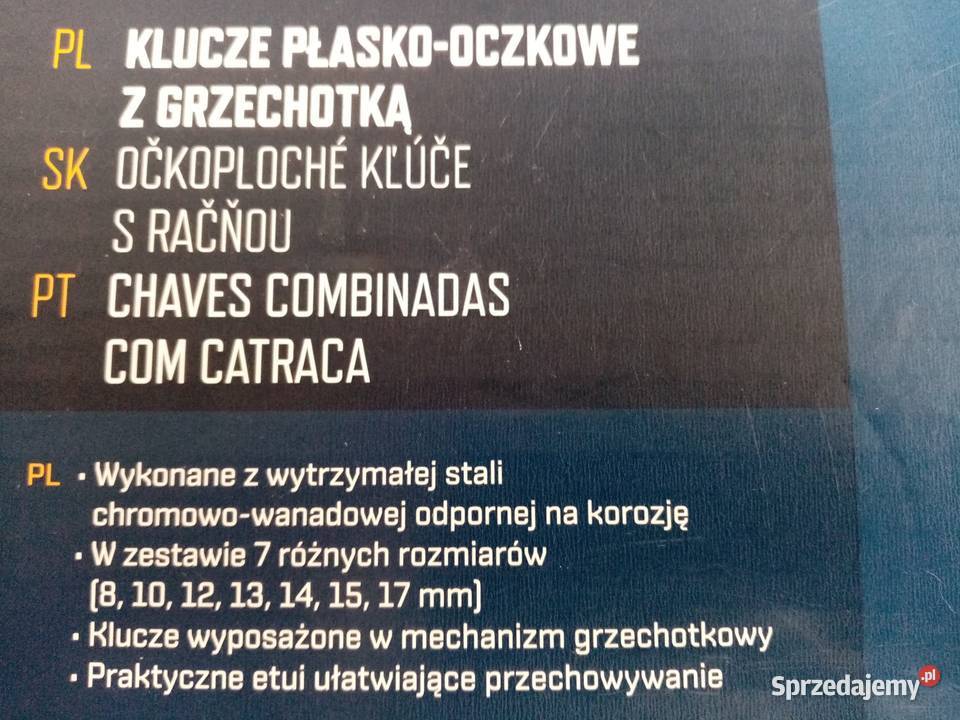 PL KLUCZE PŁASKO-OCZKOWE
Z GRZECHOTKĄ
SK OČKOPLOCHÉ KĽÚČE
S RAČŇOU
PT CHAVES COMBINADAS
COM CATRACA
PL • Wykonane z wytrzymałej stali
chromowo-wanadowej odpornej na korozję
• W zestawie 7 różnych rozmiarów
(8, 10, 12, 13, 14, 15, 17 mm)
• Klucze wyposażone w mechanizm grzechotkowy
• Praktyczne etui ułatwiające przechowywanie
Sprzedajemy.pl